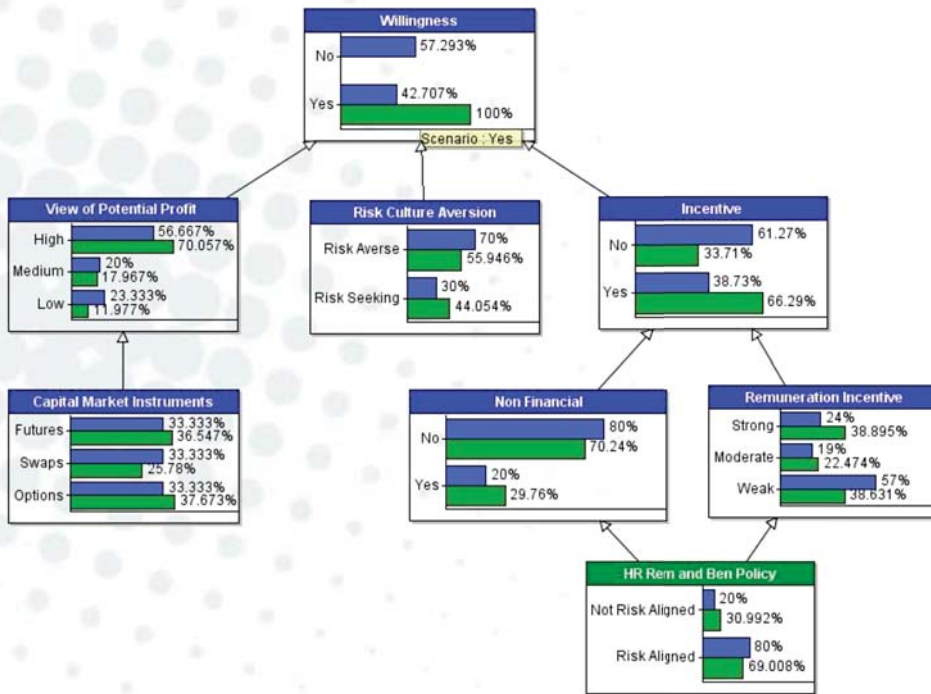 Willingness
No 57.293%
Yes 42.707%
100%
Scenario : Yes
View of Potential Profit
High 56.667%
70.057%
Medium 20%
17.967%
Low 23.333%
11.977%
Risk Culture Aversion
Risk Averse 70%
55.946%
Risk Seeking 30%
44.054%
Incentive
No 61.27%
33.71%
Yes 38.73%
66.29%
Capital Market Instruments
Futures 33.333%
36.547%
Swaps 33.333%
25.78%
Options 33.333%
37.673%
Non Financial
No 80%
70.24%
Yes 20%
29.76%
Remuneration Incentive
Strong 24%
38.895%
Moderate 19%
22.474%
Weak 57%
38.631%
HR Rem and Ben Policy
Not Risk Aligned 20%
30.992%
Risk Aligned 80%
69.008%